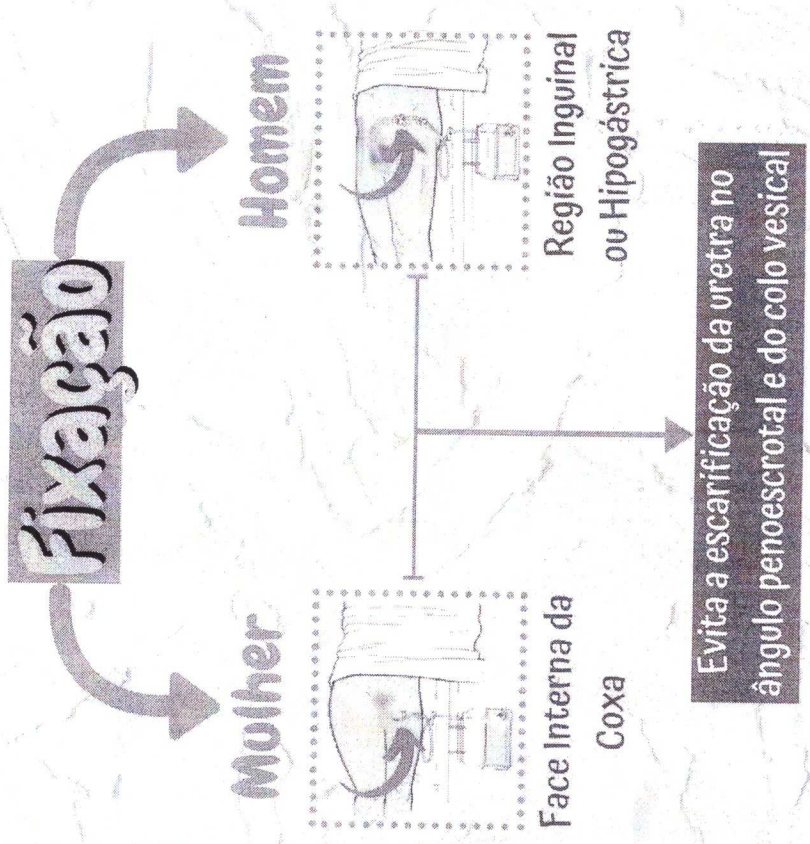 Fixação
Mulher
Face Interna da
Coxa
Homem
Região Inguinal
ou Hipogástrica
Evita a escarificação da uretra no
ângulo penoescrotal e do colo vesical